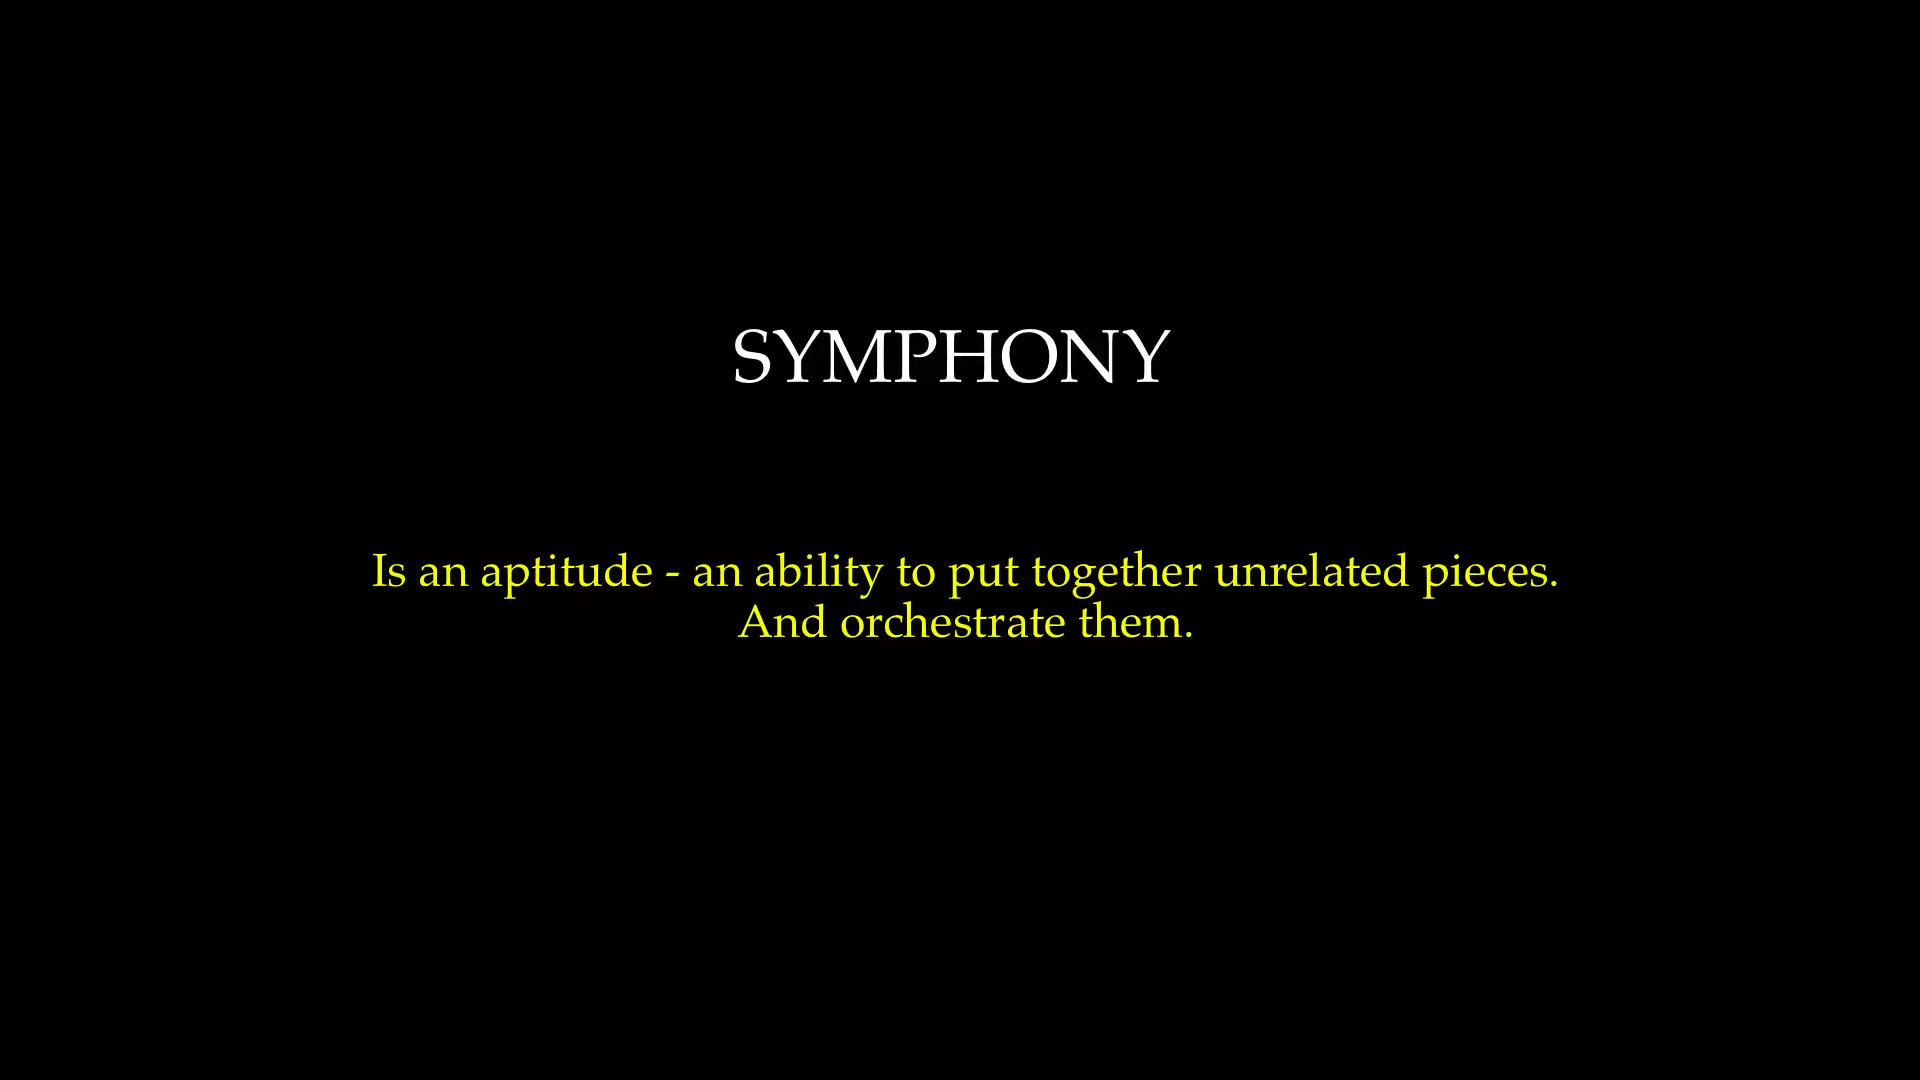 SYMPHONY
Is an aptitude - an ability to put together unrelated pieces.
And orchestrate them.